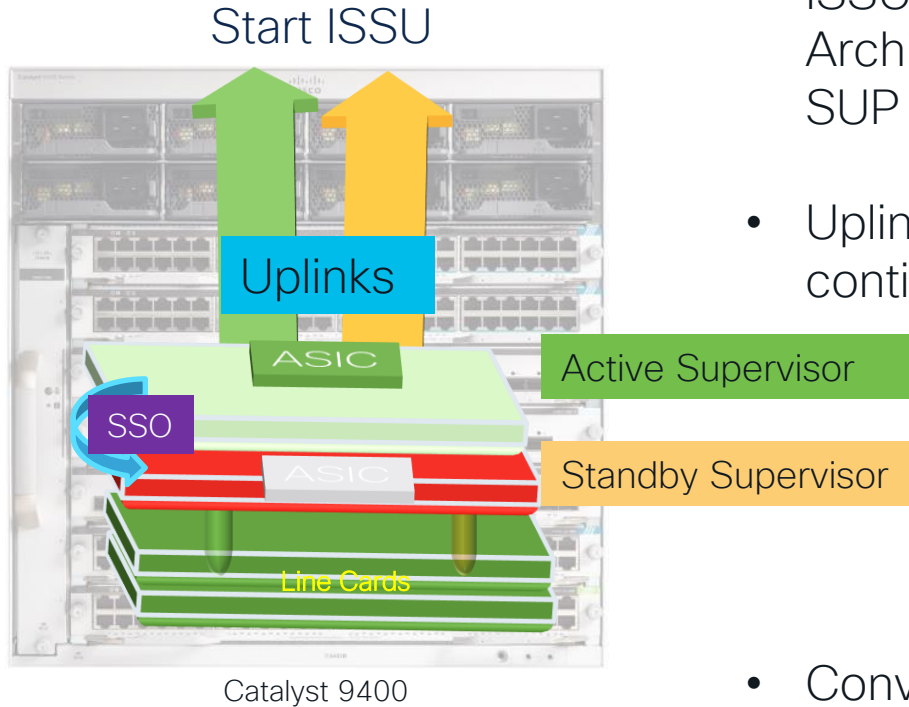 Start ISSU
ISSU
Arch
SUP
Uplinks
• Uplin
conti
ASIC
Active Supervisor
SSO
ASIC
Standby Supervisor
Line Cards
Catalyst 9400
• Conv